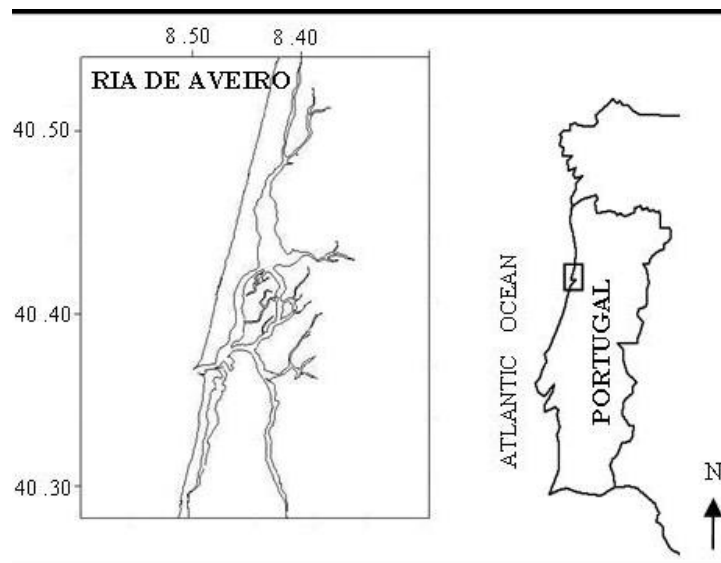 8.50 8.40
RIA DE AVEIRO
40.50
40.40
40.30
ATLANTIC OCEAN
PORTUGAL
N